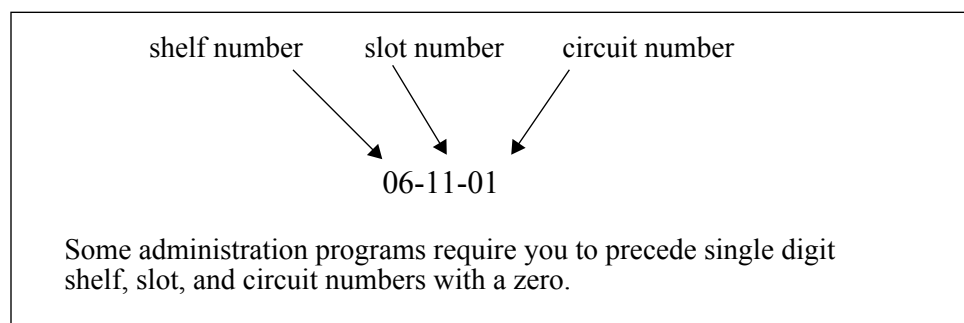 shelf number slot number circuit number
06-11-01
Some administration programs require you to precede single digit
shelf, slot, and circuit numbers with a zero.